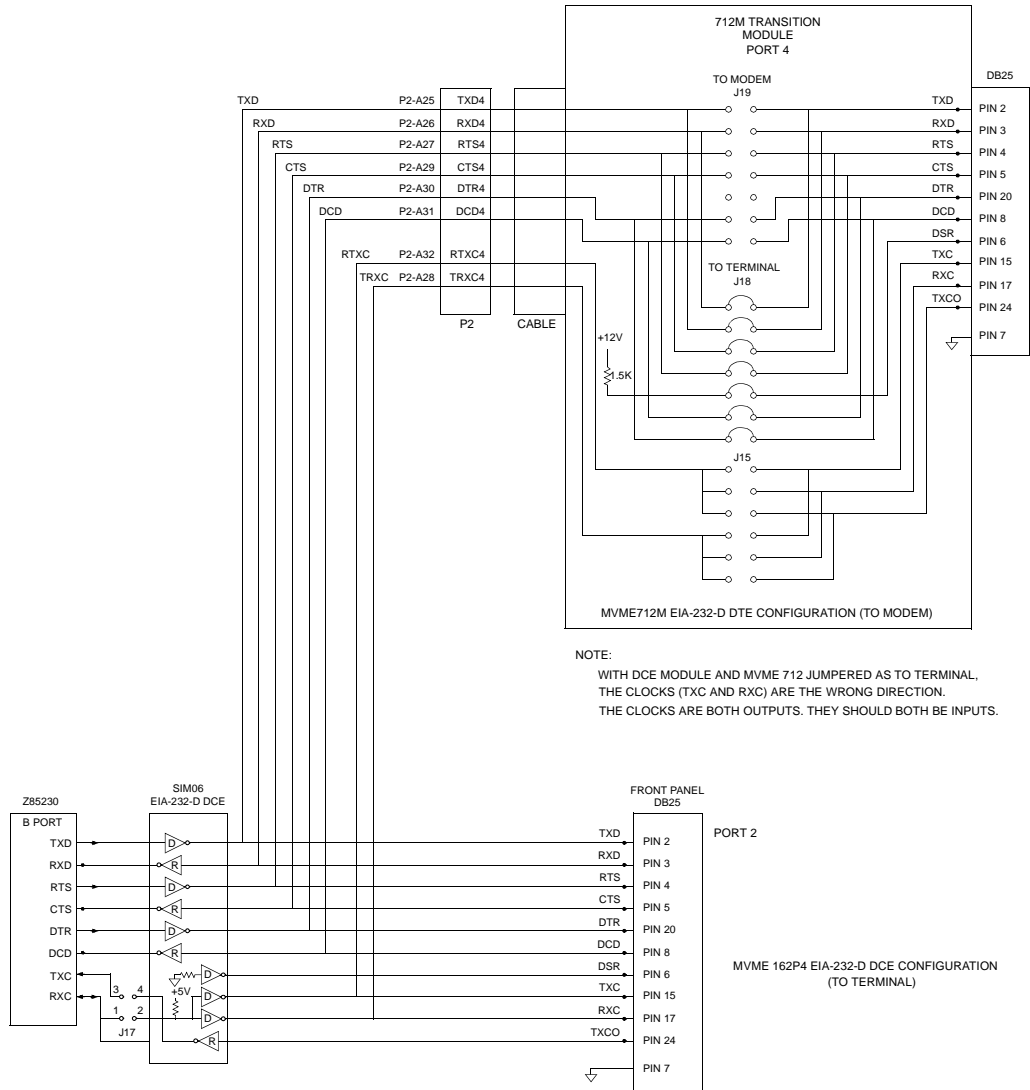 712M TRANSITION
MODULE
PORT 4
TO MODEM
J19
DB25
TXD P2-A25 TXD4 TXD PIN 2
RXD P2-A26 RXD4 RXD PIN 3
RTS P2-A27 RTS4 RTS PIN 4
CTS P2-A29 CTS4 CTS PIN 5
DTR P2-A30 DTR4 DTR PIN 20
DCD P2-A31 DCD4 DCD PIN 8
DSR PIN 6
RTXC P2-A32 RTXC4 TXC PIN 15
TRXC P2-A28 TRXC4 RXC PIN 17
TO TERMINAL
J18
TXCO PIN 24
P2 CABLE
+12V PIN 7
1.5K
J15
MVME712M EIA-232-D DTE CONFIGURATION (TO MODEM)
NOTE:
WITH DCE MODULE AND MVME 712 JUMPERED AS TO TERMINAL,
THE CLOCKS (TXC AND RXC) ARE THE WRONG DIRECTION.
THE CLOCKS ARE BOTH OUTPUTS. THEY SHOULD BOTH BE INPUTS.
Z85230
SIM06
EIA-232-D DCE
FRONT PANEL
DB25
B PORT
PORT 2
TXD D TXD PIN 2
RXD R RXD PIN 3
RTS D RTS PIN 4
CTS R CTS PIN 5
DTR D DTR PIN 20
DCD R DCD PIN 8
TXC D DSR PIN 6
RXC 3 4 +5V D TXC PIN 15
1 2 D RXC PIN 17
J17 R TXCO PIN 24
PIN 7
MVME 162P4 EIA-232-D DCE CONFIGURATION
(TO TERMINAL)